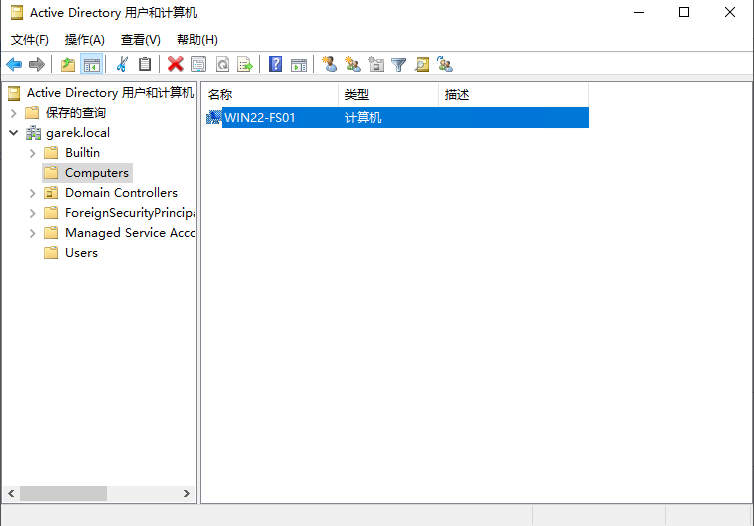 Active Directory 用户和计算机
文件(F) 操作(A) 查看(V) 帮助(H)
Active Directory 用户和计算机
保存的查询
garek.local
Builtin
Computers
Domain Controllers
ForeignSecurityPrincipa
Managed Service Acco
Users
名称 类型 描述
WIN22-FS01 计算机